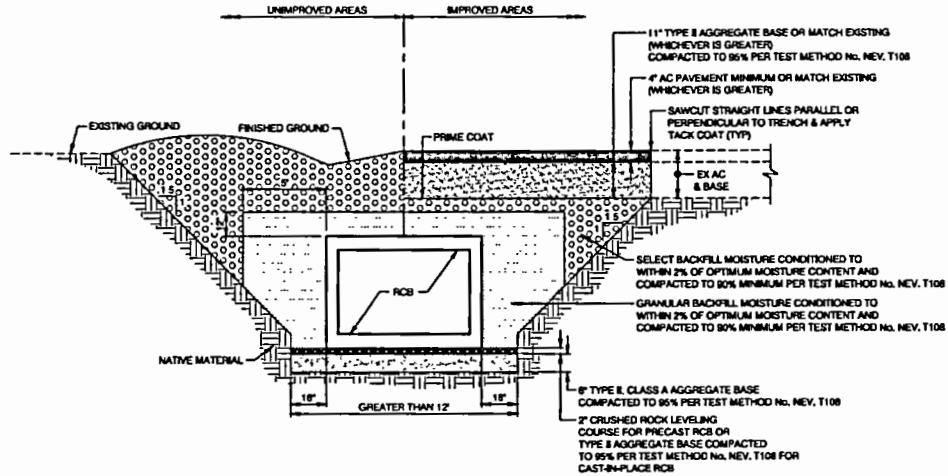 UNIMPROVED AREAS
IMPROVED AREAS
11" TYPE II AGGREGATE BASE OR MATCH EXISTING
(WHICHEVER IS GREATER)
COMPACTED TO 95% PER TEST METHOD No. NEV. T108
4" AC PAVEMENT MINIMUM OR MATCH EXISTING
(WHICHEVER IS GREATER)
SAWCUT STRAIGHT LINES PARALLEL OR
PERPENDICULAR TO TRENCH & APPLY
TACK COAT (TYP)
EXISTING GROUND
FINISHED GROUND
PRIME COAT
EX AC
& BASE
1.5
1
1.5
1
SELECT BACKFILL MOISTURE CONDITIONED TO
WITHIN 2% OF OPTIMUM MOISTURE CONTENT AND
COMPACTED TO 90% MINIMUM PER TEST METHOD No. NEV. T108
RCB
GRANULAR BACKFILL MOISTURE CONDITIONED TO
WITHIN 2% OF OPTIMUM MOISTURE CONTENT AND
COMPACTED TO 90% MINIMUM PER TEST METHOD No. NEV. T108
NATIVE MATERIAL
18"
GREATER THAN 12'
18"
6" TYPE II, CLASS A AGGREGATE BASE
COMPACTED TO 95% PER TEST METHOD No. NEV. T108
2" CRUSHED ROCK LEVELING
COURSE FOR PRECAST RCB OR
TYPE II AGGREGATE BASE COMPACTED
TO 95% PER TEST METHOD No. NEV. T108 FOR
CAST-IN-PLACE RCB